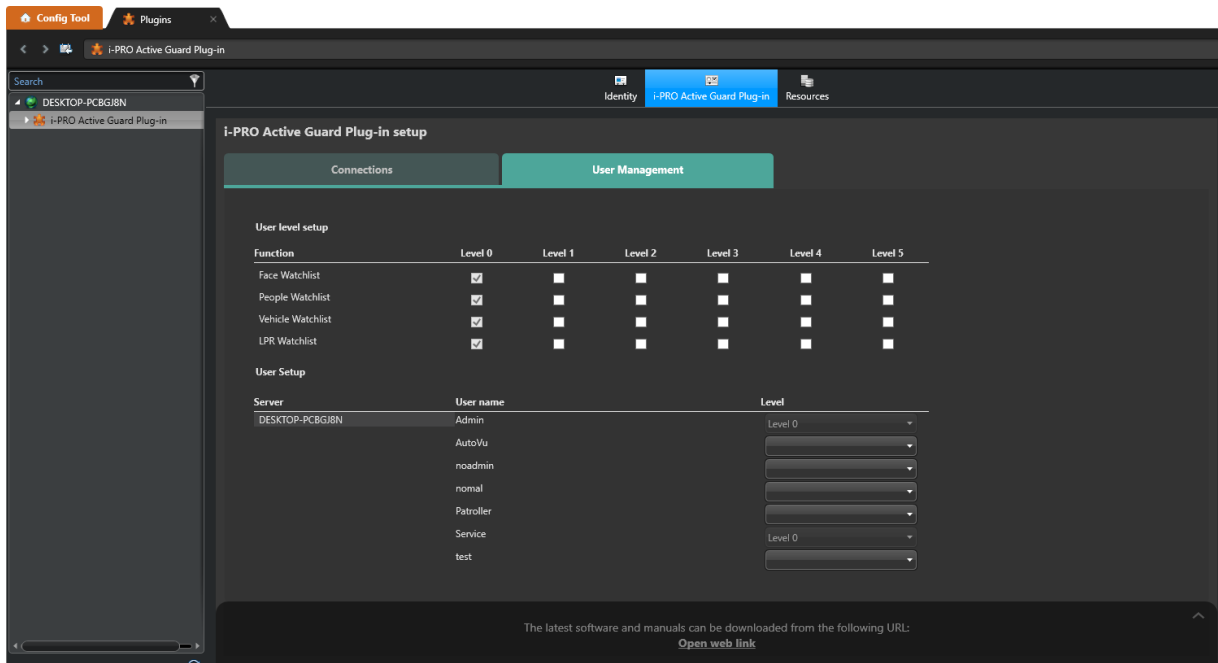 Config Tool
Plugins
i-PRO Active Guard Plug-in
Search
DESKTOP-PCBGJ8N
i-PRO Active Guard Plug-in
Identity
i-PRO Active Guard Plug-in
Resources
i-PRO Active Guard Plug-in setup
Connections
User Management
User level setup
Function Level 0 Level 1 Level 2 Level 3 Level 4 Level 5
Face Watchlist
People Watchlist
Vehicle Watchlist
LPR Watchlist
User Setup
Server User name Level
DESKTOP-PCBGJ8N Admin Level 0
AutoVu
noadmin
nomal
Patroller
Service Level 0
test
The latest software and manuals can be downloaded from the following URL:
Open web link